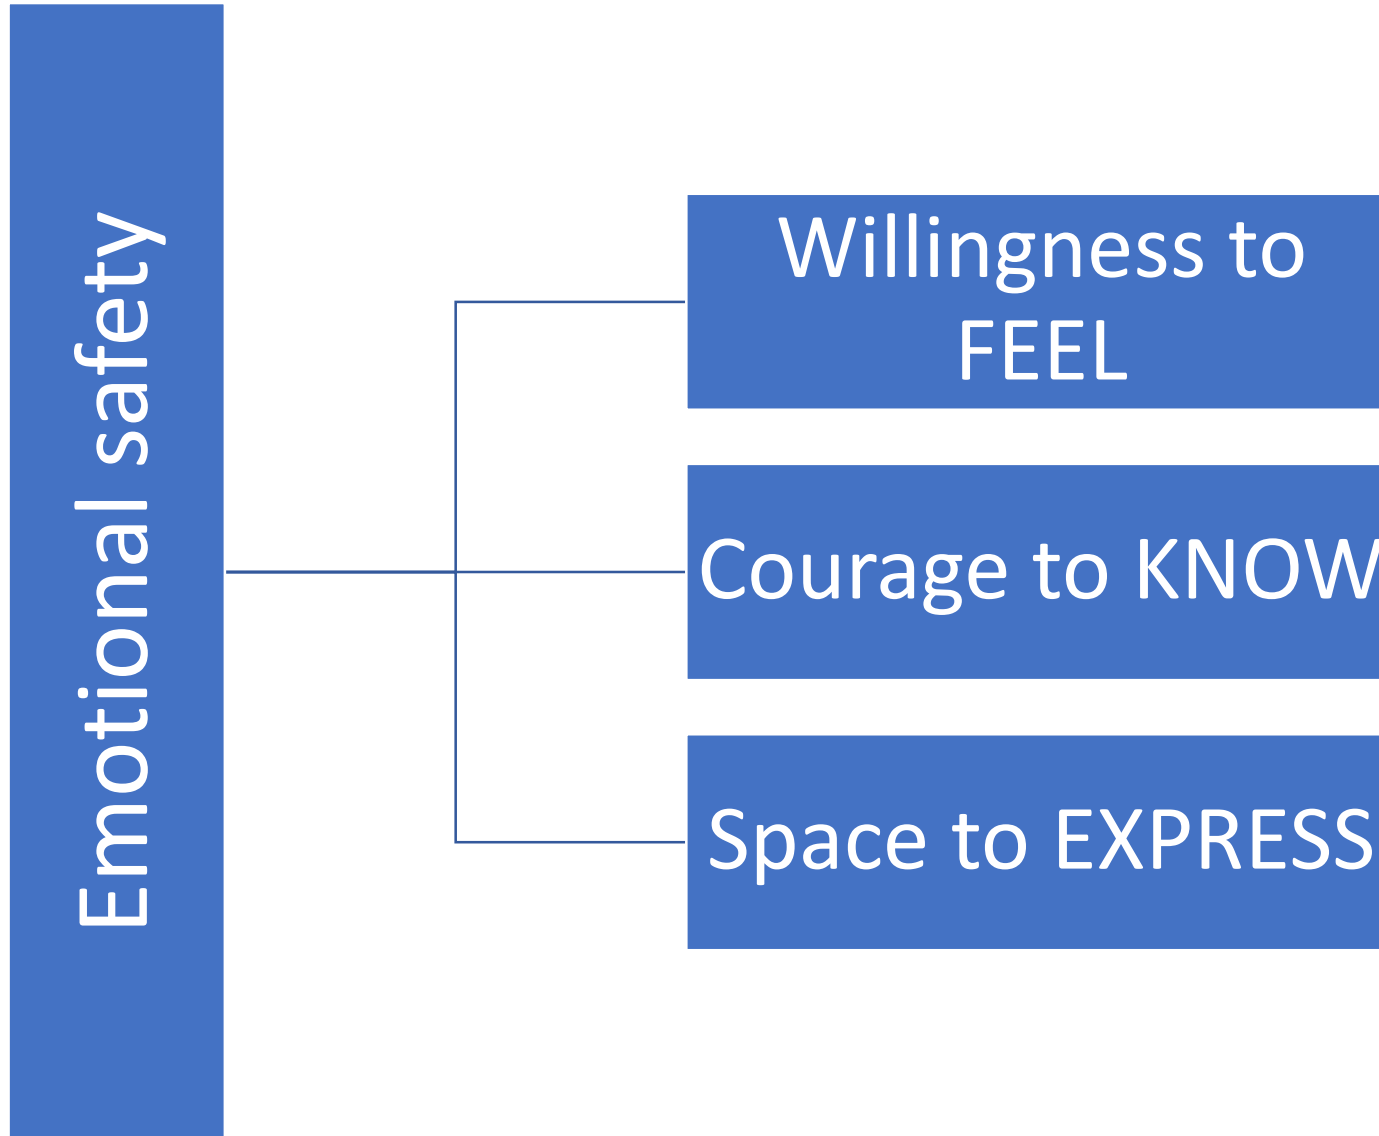 Emotional safety
Willingness to
FEEL
Courage to KNOW
Space to EXPRESS